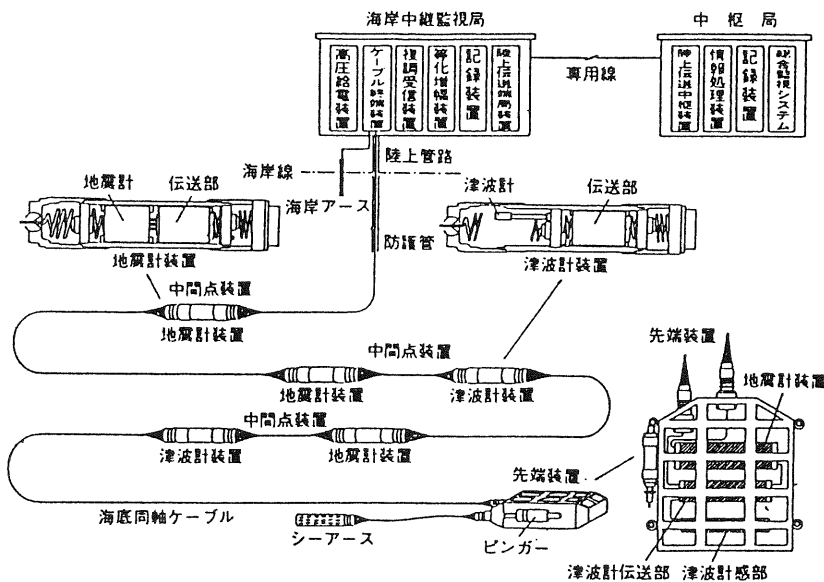 海岸中継監視局
中枢局
高圧給電装置
ケーブル終端装置
復調受信装置
等化増幅装置
記録装置
陸上伝送端局装置
専用線
陸上伝送中枢装置
情報処理装置
記録装置
総合監視システム
海岸線
陸上管路
海岸アース
防護管
地震計
伝送部
地震計装置
津波計
伝送部
津波計装置
中間点装置
地震計装置
中間点装置
地震計装置
津波計装置
中間点装置
津波計装置
地震計装置
先端装置
地震計装置
先端装置
海底同軸ケーブル
シーアース
ピンガー
津波計伝送部
津波計感部